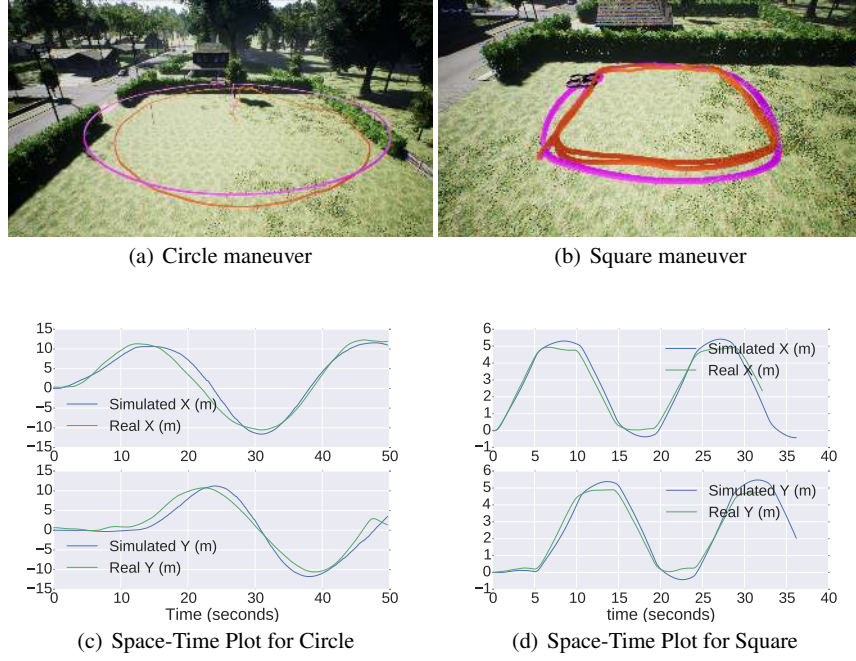 (a) Circle maneuver
(b) Square maneuver
15
10
5
0
−5
−10
−15
0 10 20 30 40 50
Simulated X (m)
Real X (m)
15
10
5
0
−5
−10
−15
0 10 20 30 40 50
Simulated Y (m)
Real Y (m)
Time (seconds)
(c) Space-Time Plot for Circle
6
5
4
3
2
1
0
−1
0 5 10 15 20 25 30 35 40
Simulated X (m)
Real X (m)
6
5
4
3
2
1
0
−1
0 5 10 15 20 25 30 35 40
Simulated Y (m)
Real Y (m)
time (seconds)
(d) Space-Time Plot for Square